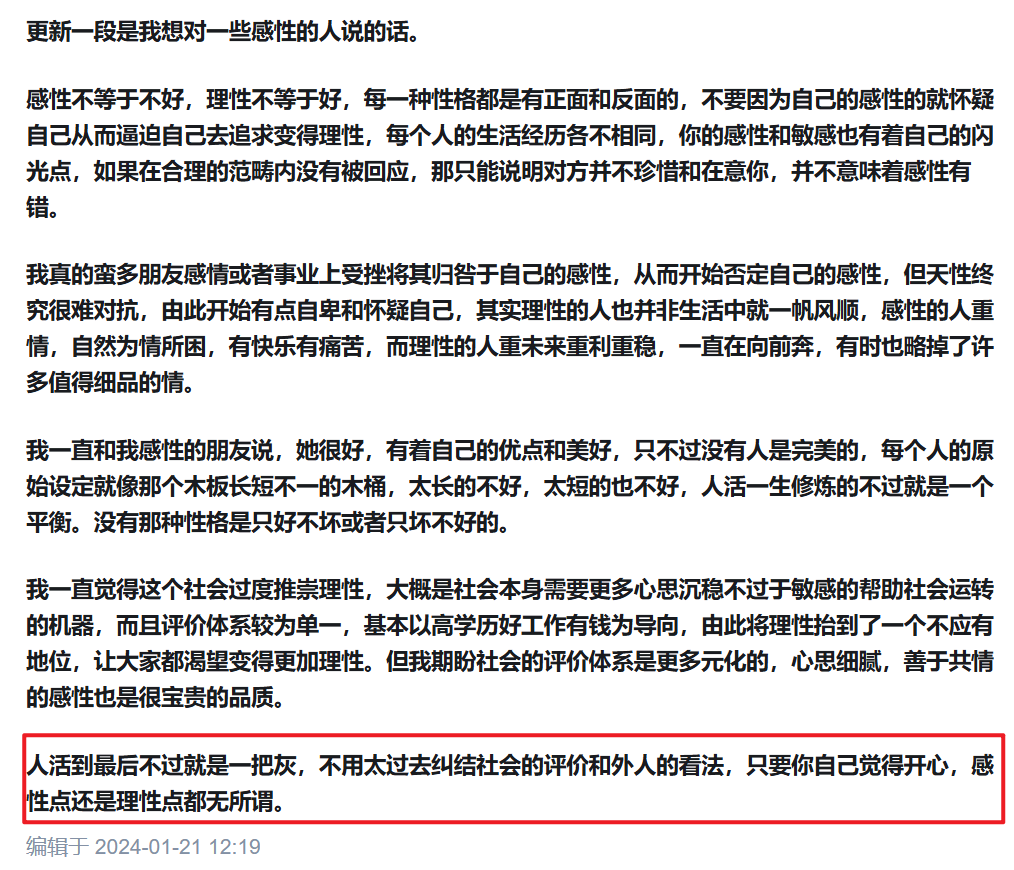 更新一段是我想对一些感性的人说的话。
感性不等于不好，理性不等于好，每一种性格都是有正面和反面的，不要因为自己的感性的就怀疑
自己从而逼迫自己去追求变得理性，每个人的生活经历各不相同，你的感性和敏感也有着自己的闪
光点，如果在合理的范畴内没有被回应，那只能说明对方并不珍惜和在意你，并不意味着感性有
错。
我真的蛮多朋友感情或者事业上受挫将其归咎于自己的感性，从而开始否定自己的感性，但天性终
究很难对抗，由此开始有点自卑和怀疑自己，其实理性的人也并非生活中就一帆风顺，感性的人重
情，自然为情所困，有快乐有痛苦，而理性的人重未来重利重稳，一直在向前奔，有时也略掉了许
多值得细品的情。
我一直和我感性的朋友说，她很好，有着自己的优点和美好，只不过没有人是完美的，每个人的原
始设定就像那个木板长短不一的木桶，太长的不好，太短的也不好，人活一生修炼的不过就是一个
平衡。没有那种性格是只好不坏或者只坏不好的。
我一直觉得这个社会过度推崇理性，大概是社会本身需要更多心思沉稳不过于敏感的帮助社会运转
的机器，而且评价体系较为单一，基本以高学历好工作有钱为导向，由此将理性抬到了一个不应有
地位，让大家都渴望变得更加理性。但我期盼社会的评价体系是更多元化的，心思细腻，善于共情
的感性也是很宝贵的品质。
人活到最后不过就是一把灰，不用太过去纠结社会的评价和外人的看法，只要你自己觉得开心，感
性点还是理性点都无所谓。
编辑于 2024-01-21 12:19